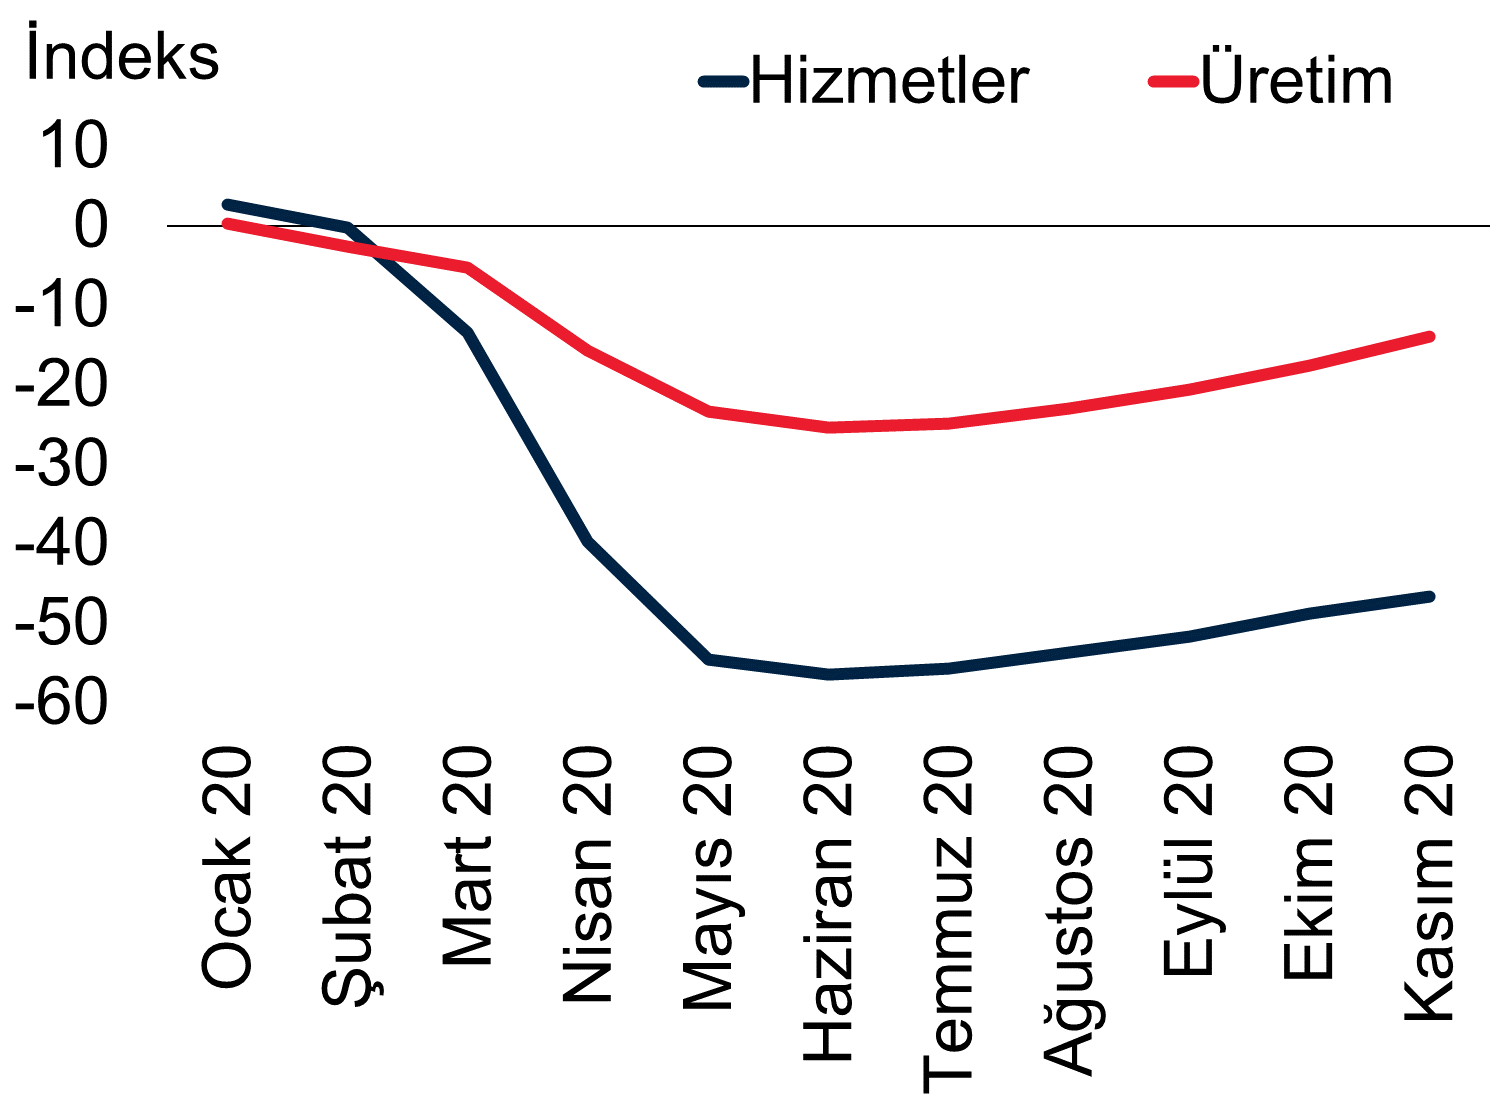 İndeks
Hizmetler
Üretim
10
0
-10
-20
-30
-40
-50
-60
Ocak 20
Şubat 20
Mart 20
Nisan 20
Mayıs 20
Haziran 20
Temmuz 20
Ağustos 20
Eylül 20
Ekim 20
Kasım 20